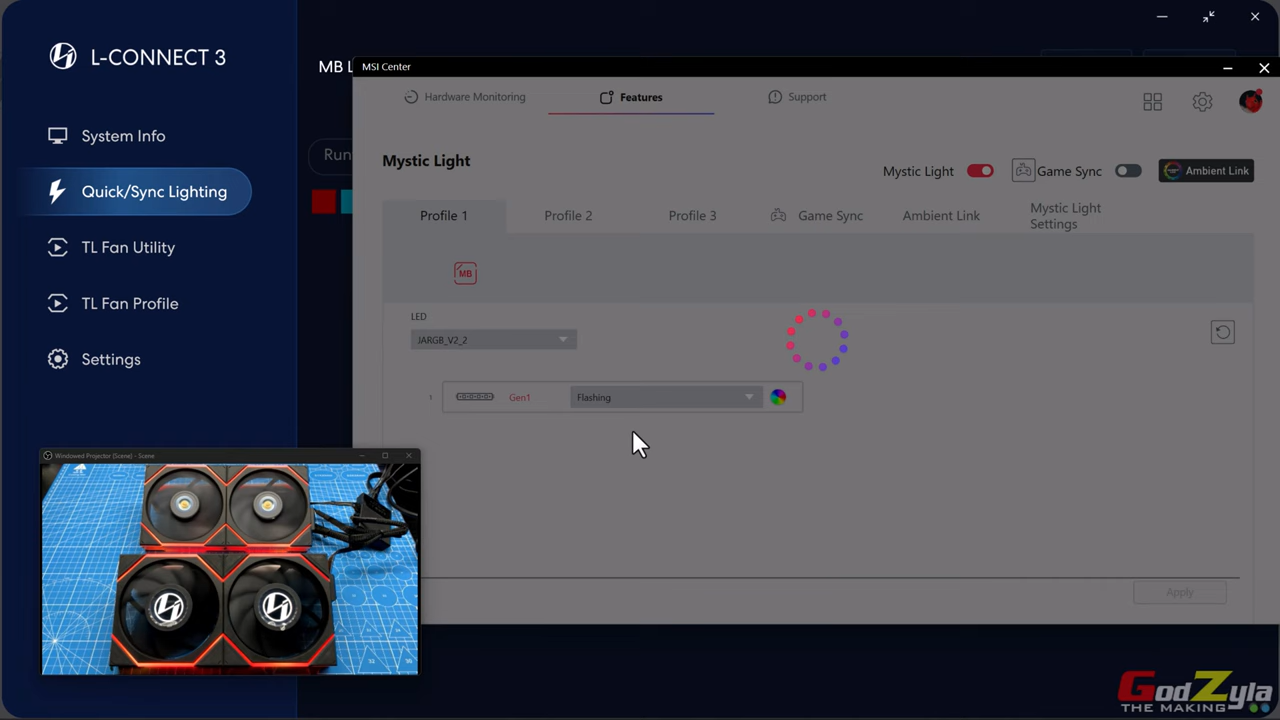 L-CONNECT 3
System Info
Quick/Sync Lighting
TL Fan Utility
TL Fan Profile
Settings
MB L
Run
MSI Center
Hardware Monitoring
Features
Support
Mystic Light
Mystic Light
Game Sync
Ambient Link
Profile 1
Profile 2
Profile 3
Game Sync
Ambient Link
Mystic Light
Settings
MB
LED
JARGB_V2_2
1
Gen1
Flashing
Apply
Windowed Projector (Scene) - Scene
GODZYLA
THE MAKING